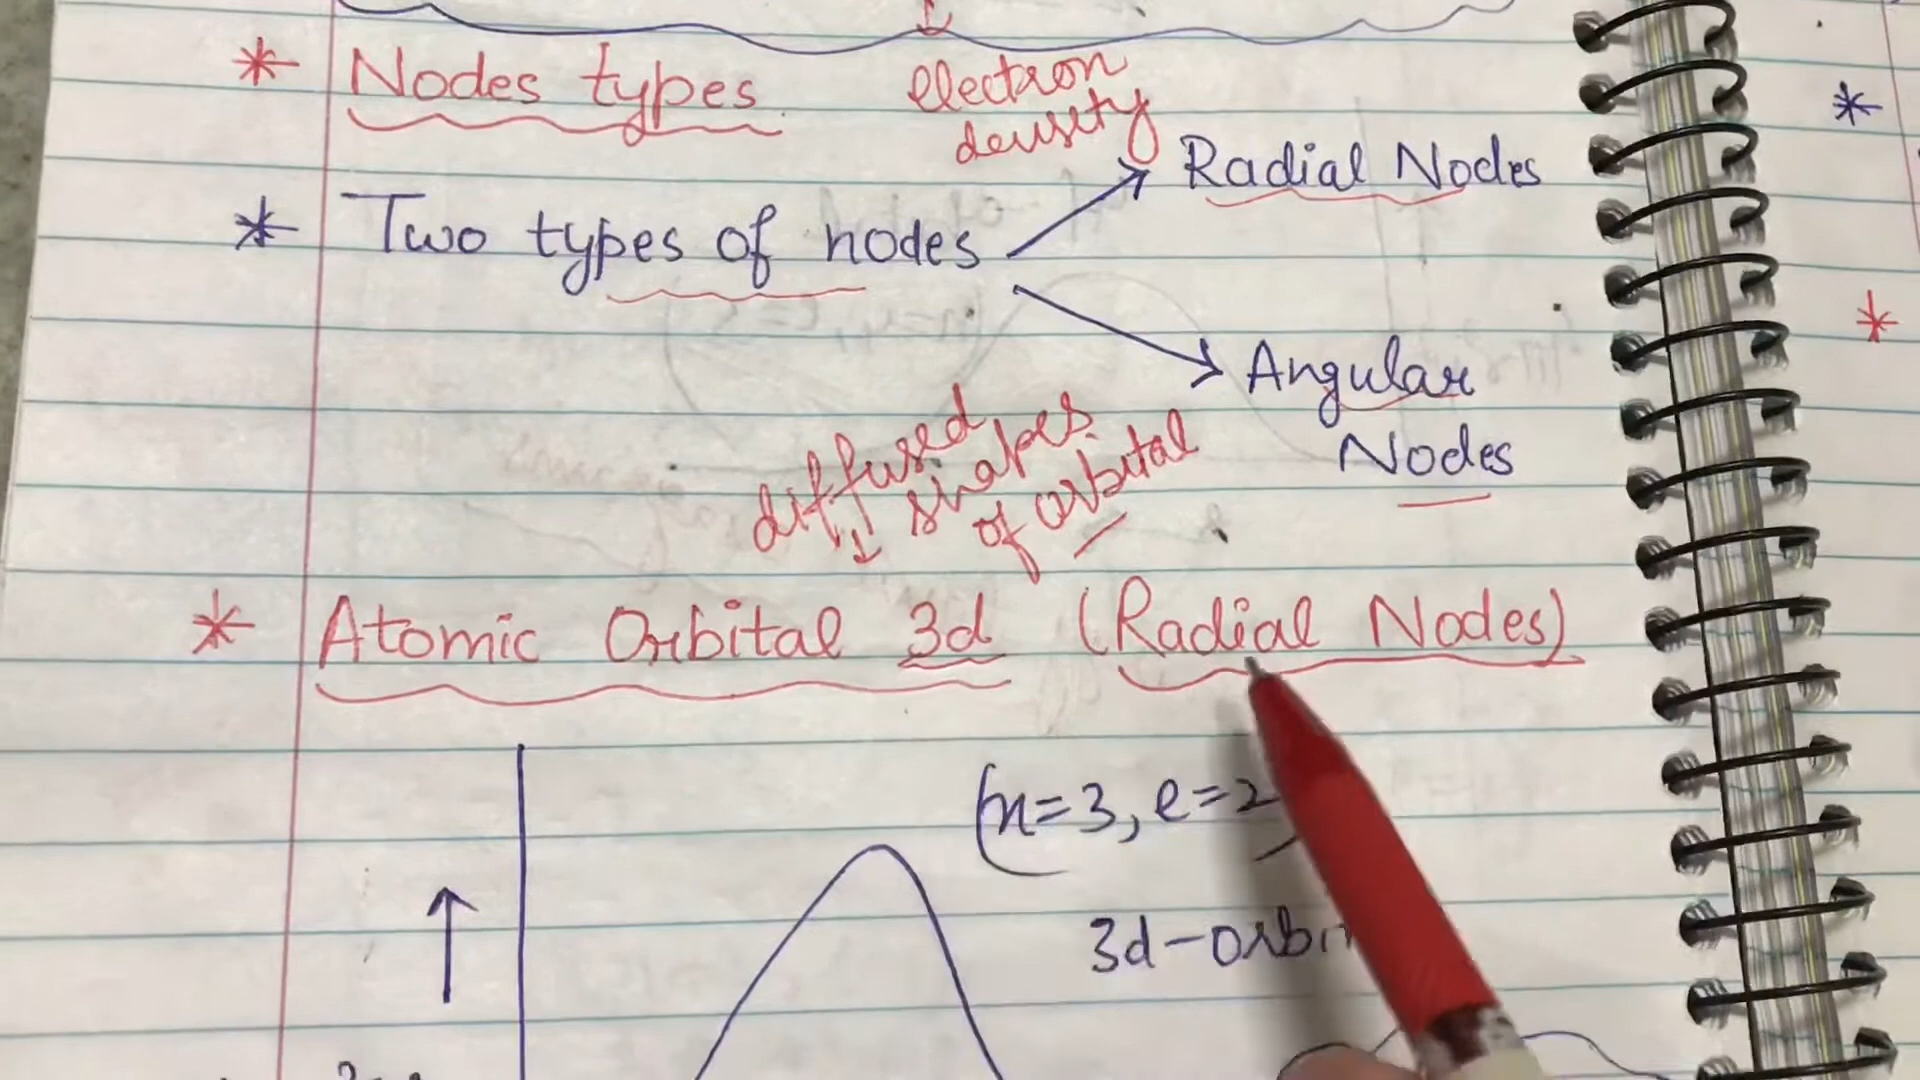 * Nodes types
electron
density
* Two types of nodes
Radial Nodes
Angular
Nodes
diffused
shapes
of orbital
* Atomic Orbital 3d (Radial Nodes)
(n=3, e=2
3d-orbi